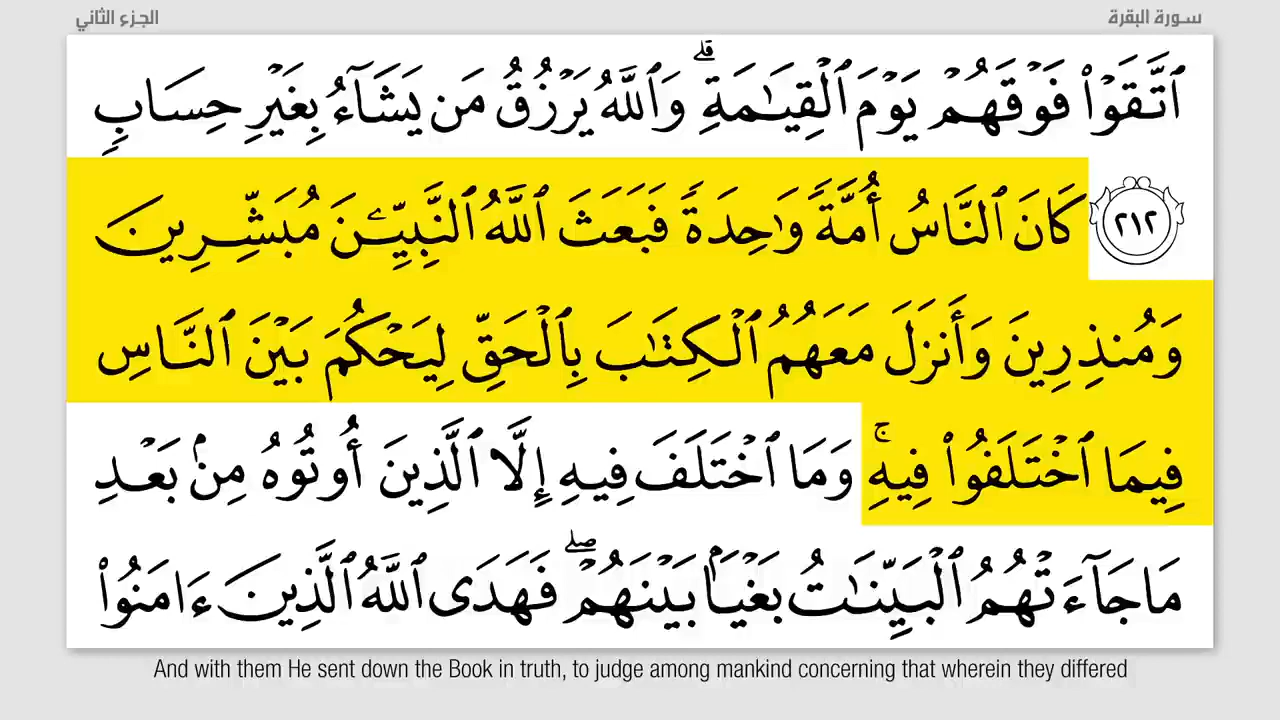 سورة البقرة
الجزء الثاني
ٱتَّقَوْا۟ فَوْقَهُمْ يَوْمَ ٱلْقِيَـٰمَةِ ۗ وَٱللَّهُ يَرْزُقُ مَن يَشَآءُ بِغَيْرِ حِسَابٍ
٢١٢ كَانَ ٱلنَّاسُ أُمَّةً وَٰحِدَةً فَبَعَثَ ٱللَّهُ ٱلنَّبِيِّـۧنَ مُبَشِّرِينَ
وَمُنذِرِينَ وَأَنزَلَ مَعَهُمُ ٱلْكِتَـٰبَ بِٱلْحَقِّ لِيَحْكُمَ بَيْنَ ٱلنَّاسِ
فِيمَا ٱخْتَلَفُوا۟ فِيهِ ۚ وَمَا ٱخْتَلَفَ فِيهِ إِلَّا ٱلَّذِينَ أُوتُوهُ مِنۢ بَعْدِ
مَا جَآءَتْهُمُ ٱلْبَيِّنَـٰتُ بَغْيًۢا بَيْنَهُمْ ۖ فَهَدَى ٱللَّهُ ٱلَّذِينَ ءَامَنُوا۟
And with them He sent down the Book in truth, to judge among mankind concerning that wherein they differed